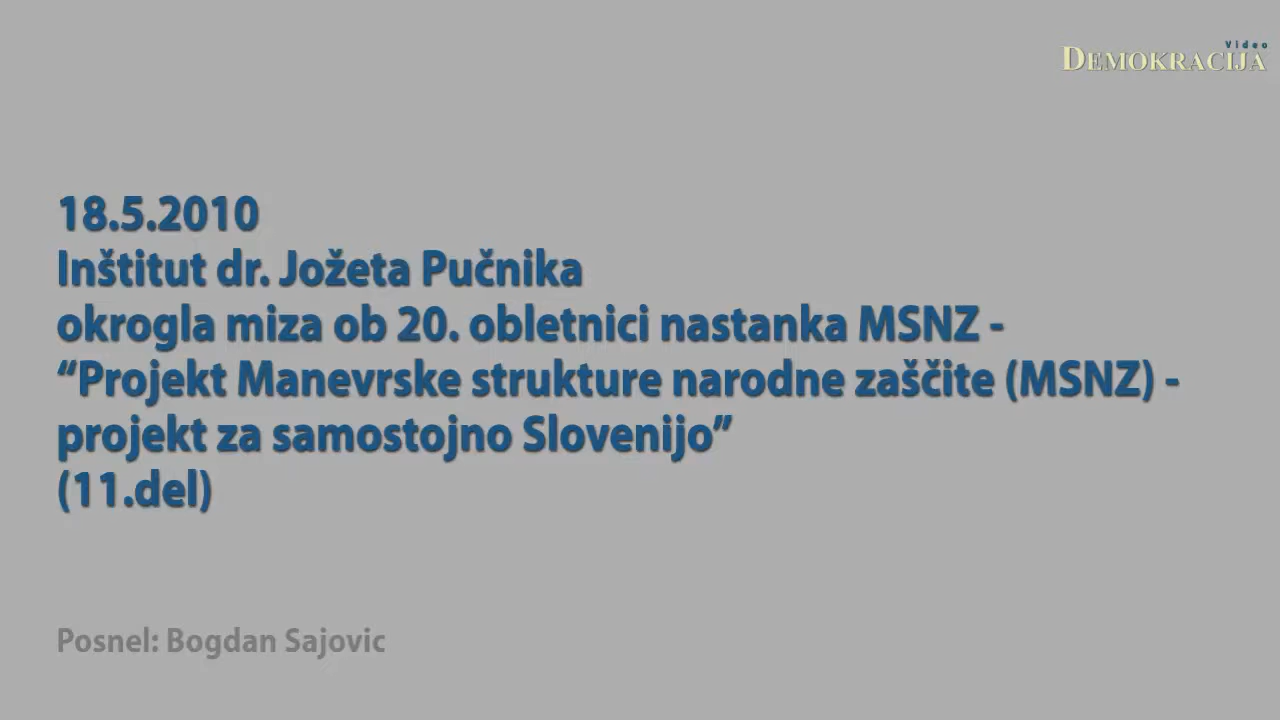 Video
DEMOKRACIJA
18.5.2010
Inštitut dr. Jožeta Pučnika
okrogla miza ob 20. obletnici nastanka MSNZ -
“Projekt Manevrske strukture narodne zaščite (MSNZ) -
projekt za samostojno Slovenijo”
(11.del)
Posnel: Bogdan Sajovic